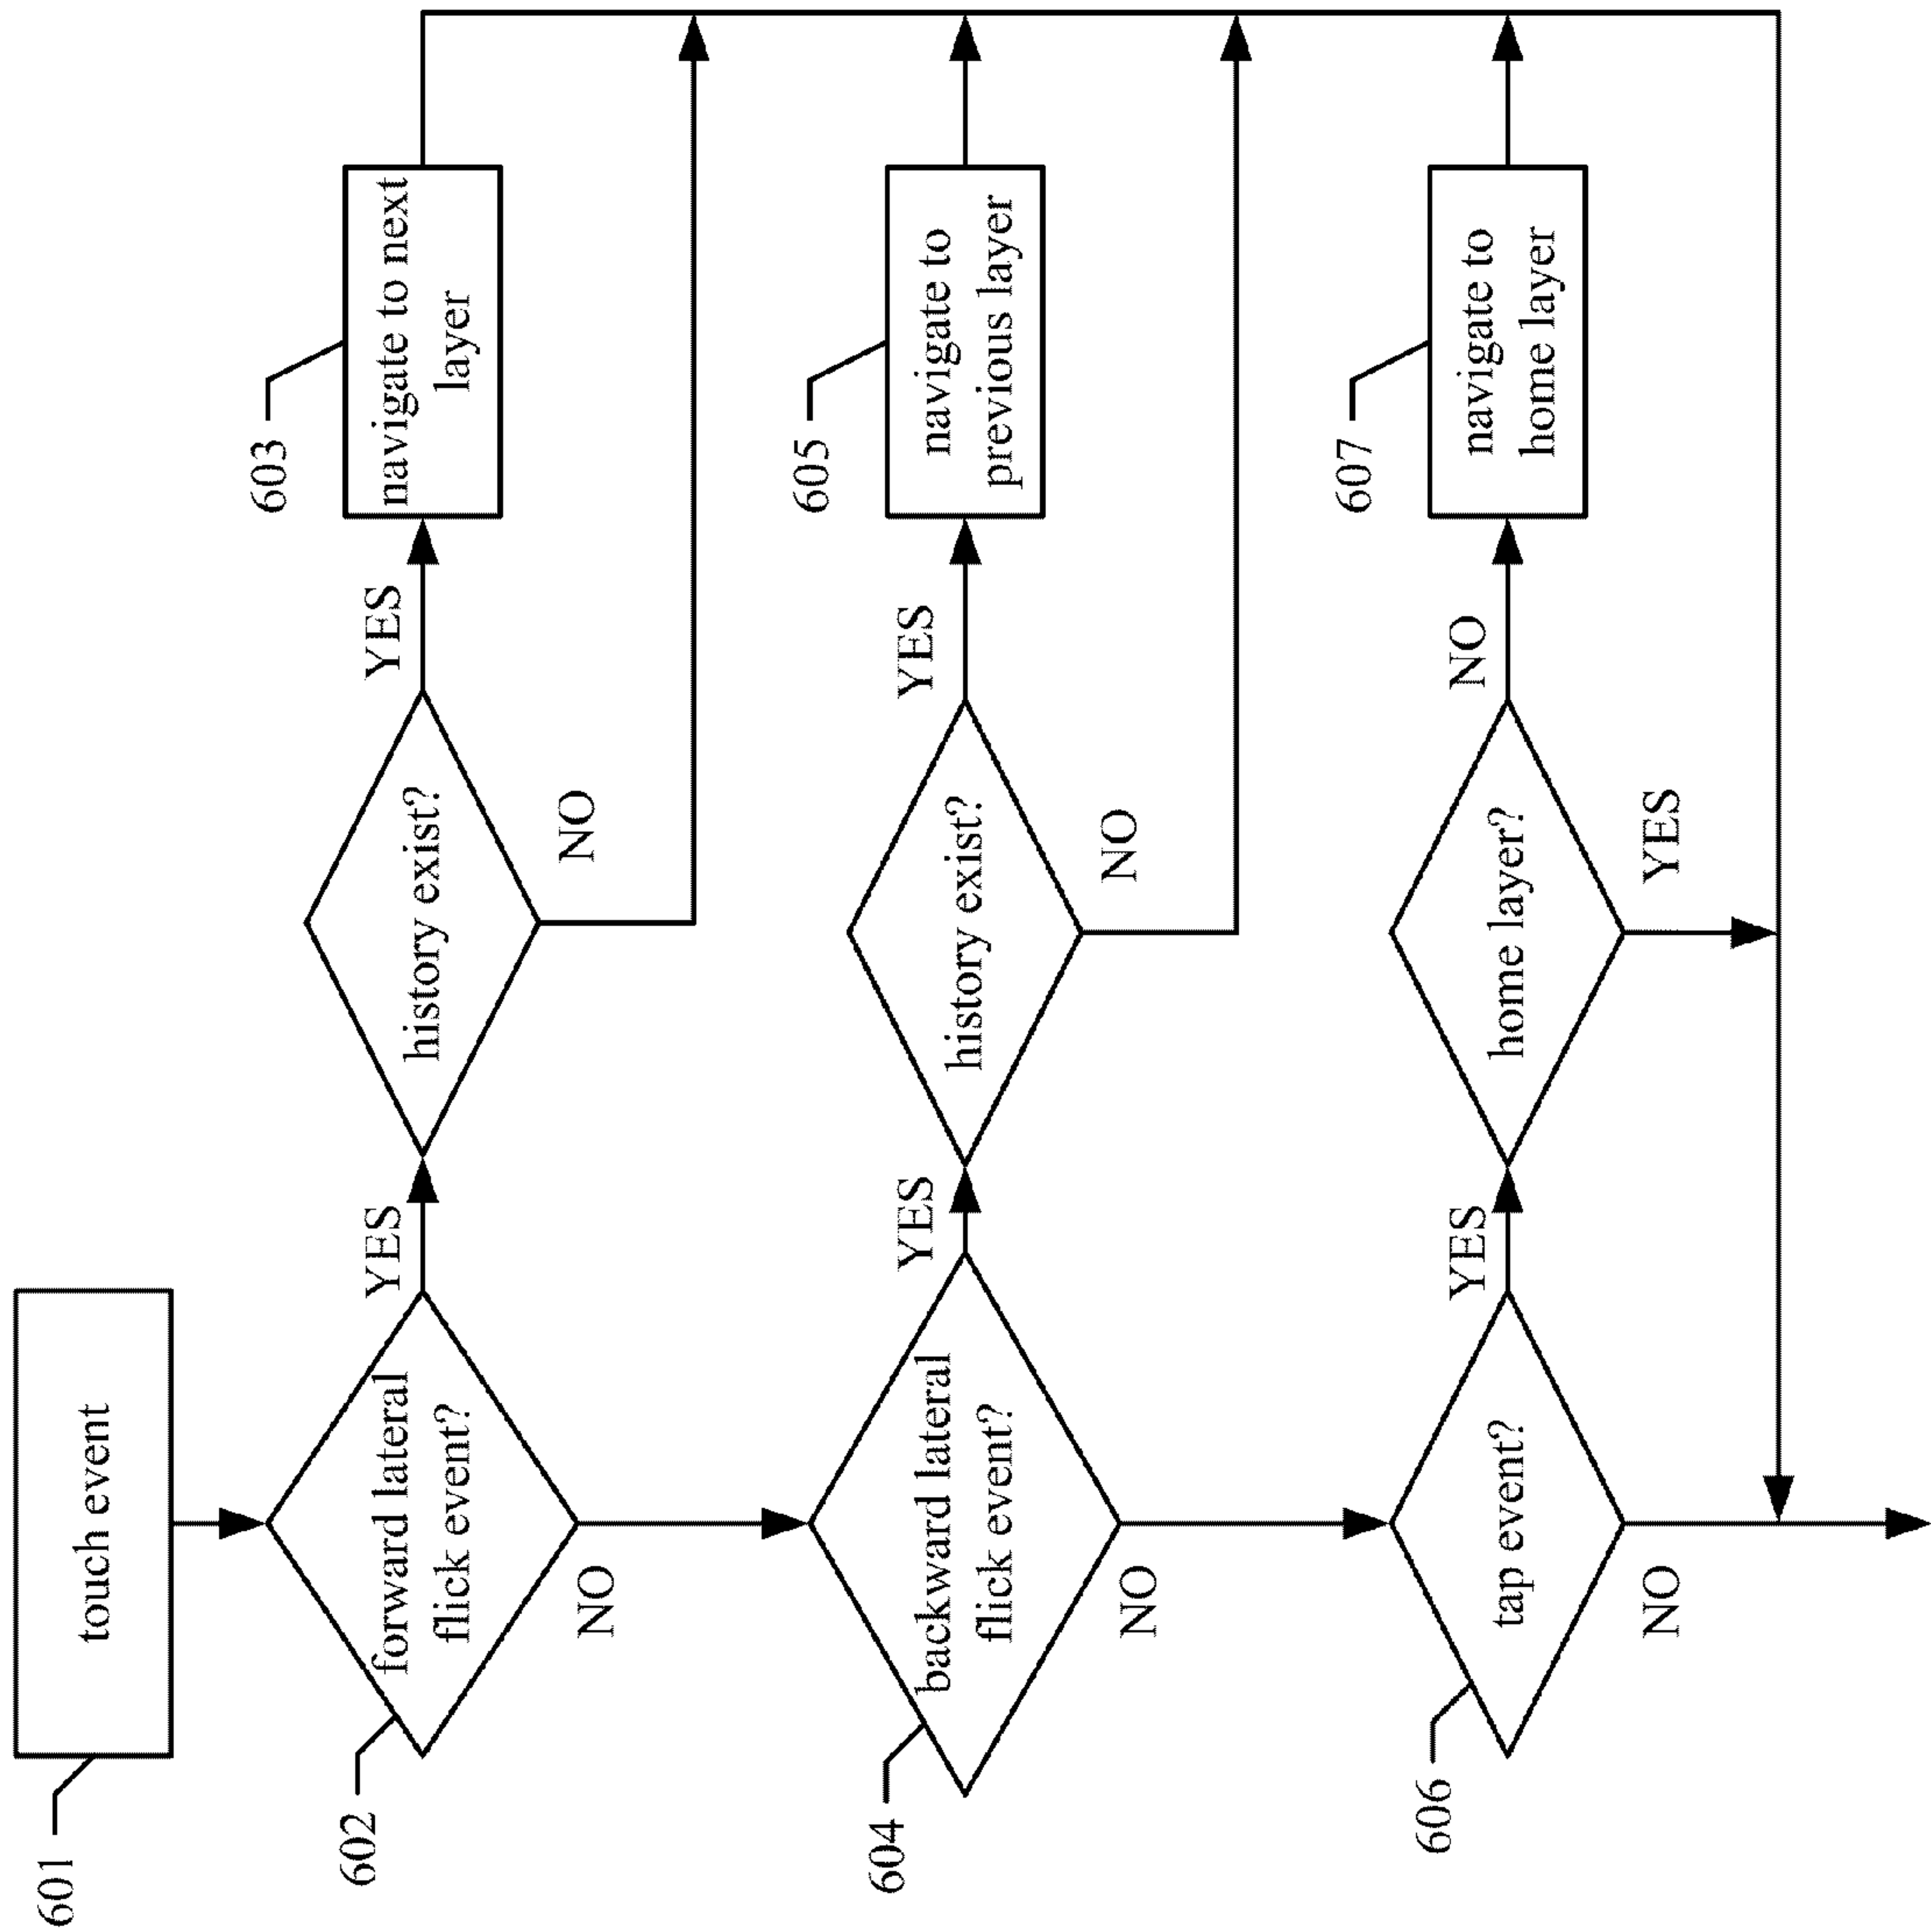 601
touch event
602
forward lateral
flick event?
YES
NO
history exist?
YES
NO
603
navigate to next
layer
604
backward lateral
flick event?
YES
NO
history exist?
YES
NO
605
navigate to
previous layer
606
tap event?
YES
NO
home layer?
NO
YES
607
navigate to
home layer